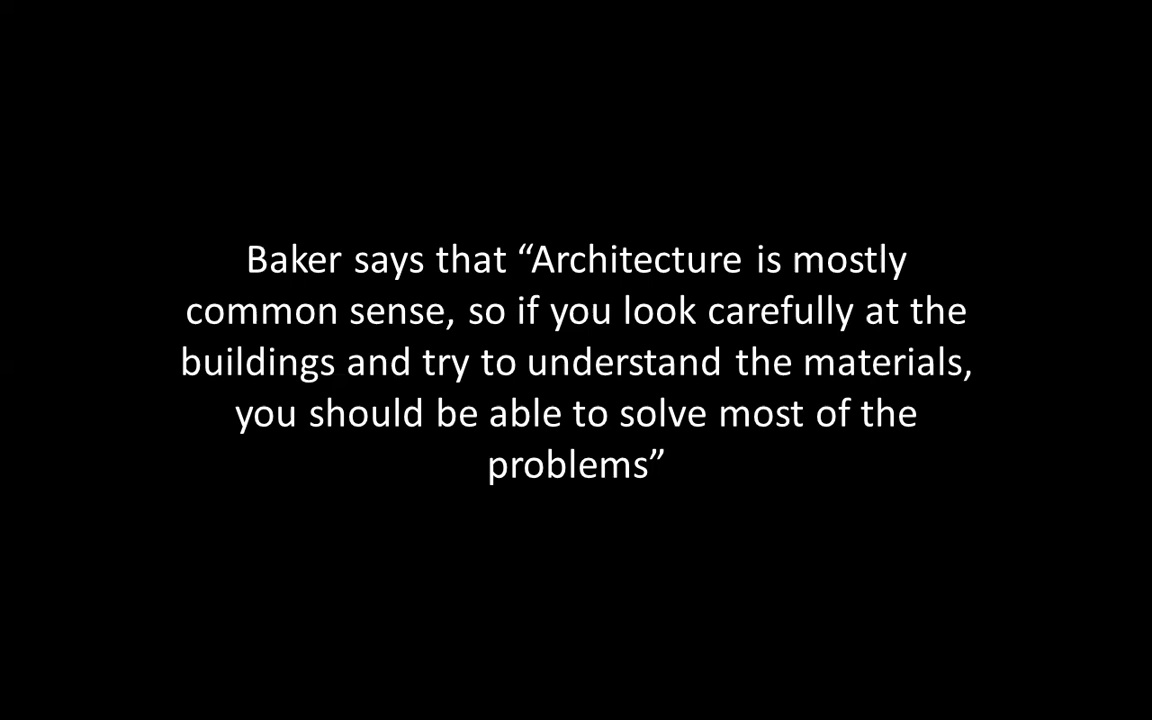 Baker says that “Architecture is mostly
common sense, so if you look carefully at the
buildings and try to understand the materials,
you should be able to solve most of the
problems”